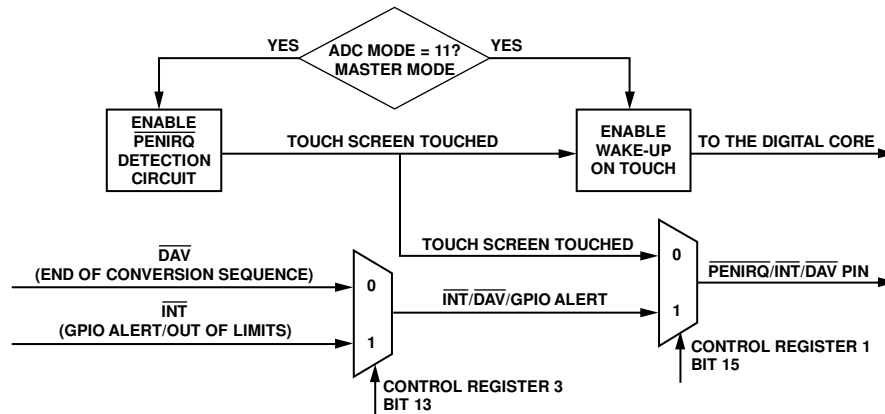 YES
ADC MODE = 11?
MASTER MODE
YES
ENABLE
PENIRQ
DETECTION
CIRCUIT
TOUCH SCREEN TOUCHED
ENABLE
WAKE-UP
ON TOUCH
TO THE DIGITAL CORE
DAV
(END OF CONVERSION SEQUENCE)
0
INT
(GPIO ALERT/OUT OF LIMITS)
1
INT/DAV/GPIO ALERT
TOUCH SCREEN TOUCHED
0
1
PENIRQ/INT/DAV PIN
CONTROL REGISTER 3
BIT 13
CONTROL REGISTER 1
BIT 15